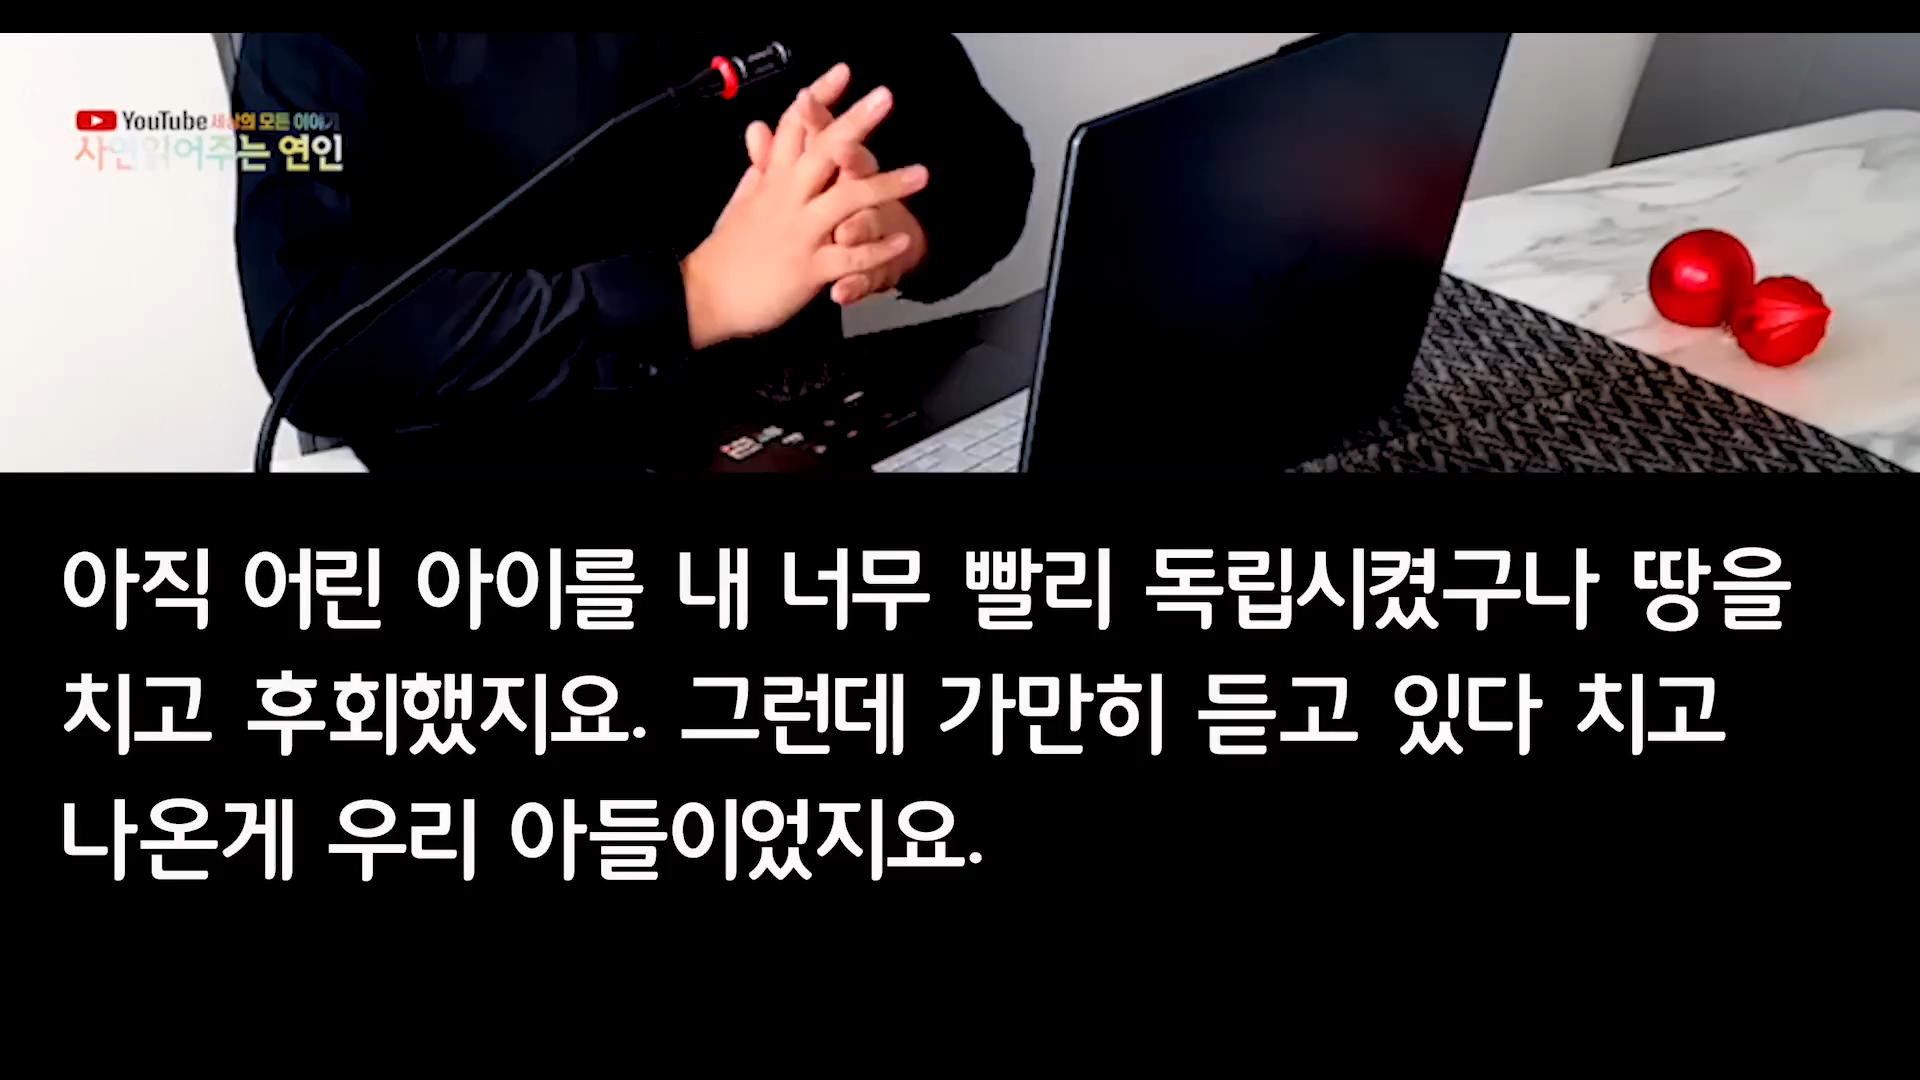 YouTube 세상의 모든 이야기
사연읽어주는 연인
아직 어린 아이를 내 너무 빨리 독립시켰구나 땅을
치고 후회했지요. 그런데 가만히 듣고 있다 치고
나온게 우리 아들이었지요.